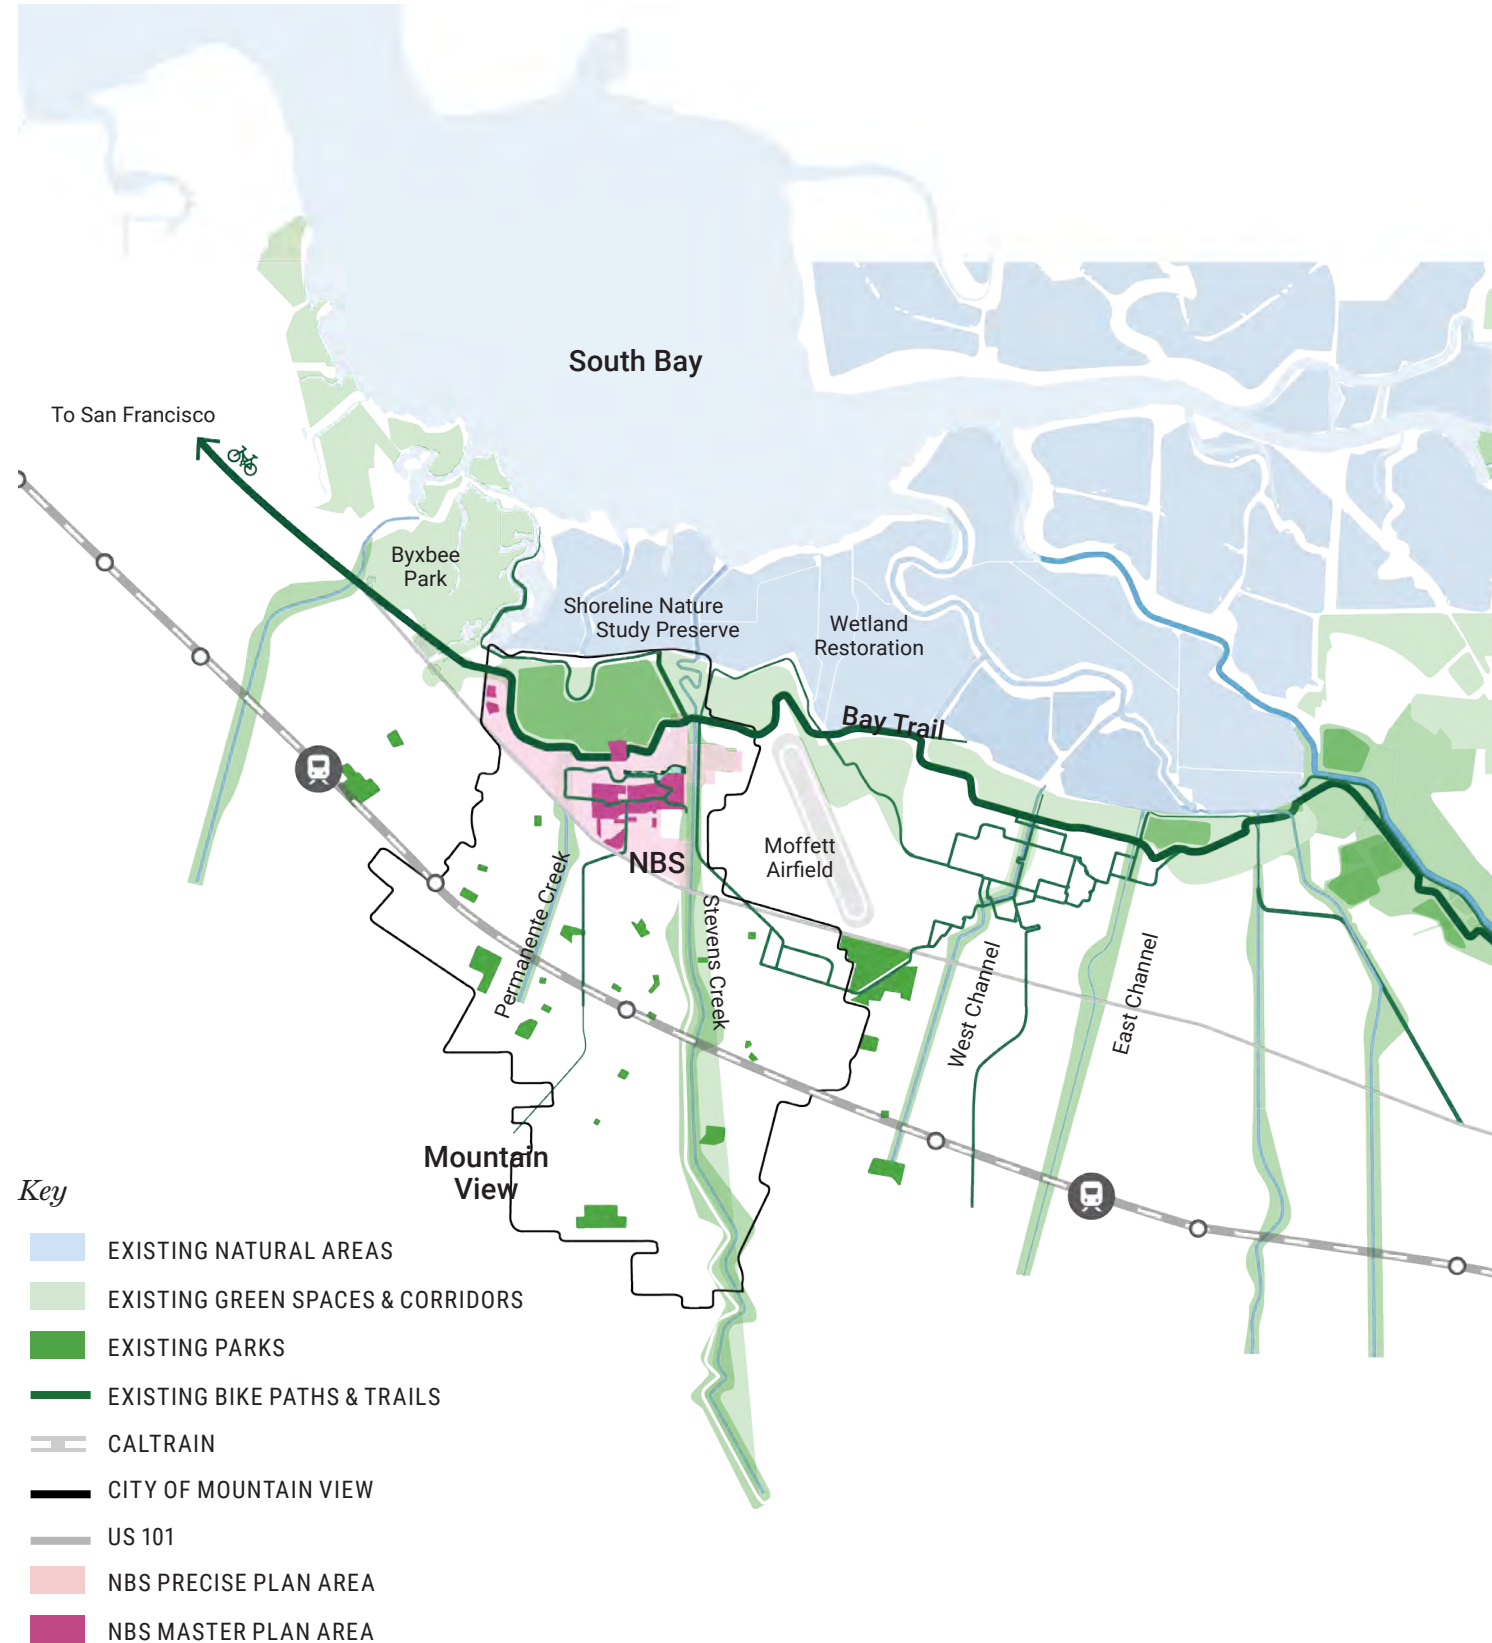 South Bay
To San Francisco
Byxbee
Park
Shoreline Nature
Study Preserve
Wetland
Restoration
Bay Trail
Moffett
Airfield
NBS
Permanente Creek
Stevens Creek
West Channel
East Channel
Mountain
View
Key
EXISTING NATURAL AREAS
EXISTING GREEN SPACES & CORRIDORS
EXISTING PARKS
EXISTING BIKE PATHS & TRAILS
CALTRAIN
CITY OF MOUNTAIN VIEW
US 101
NBS PRECISE PLAN AREA
NBS MASTER PLAN AREA